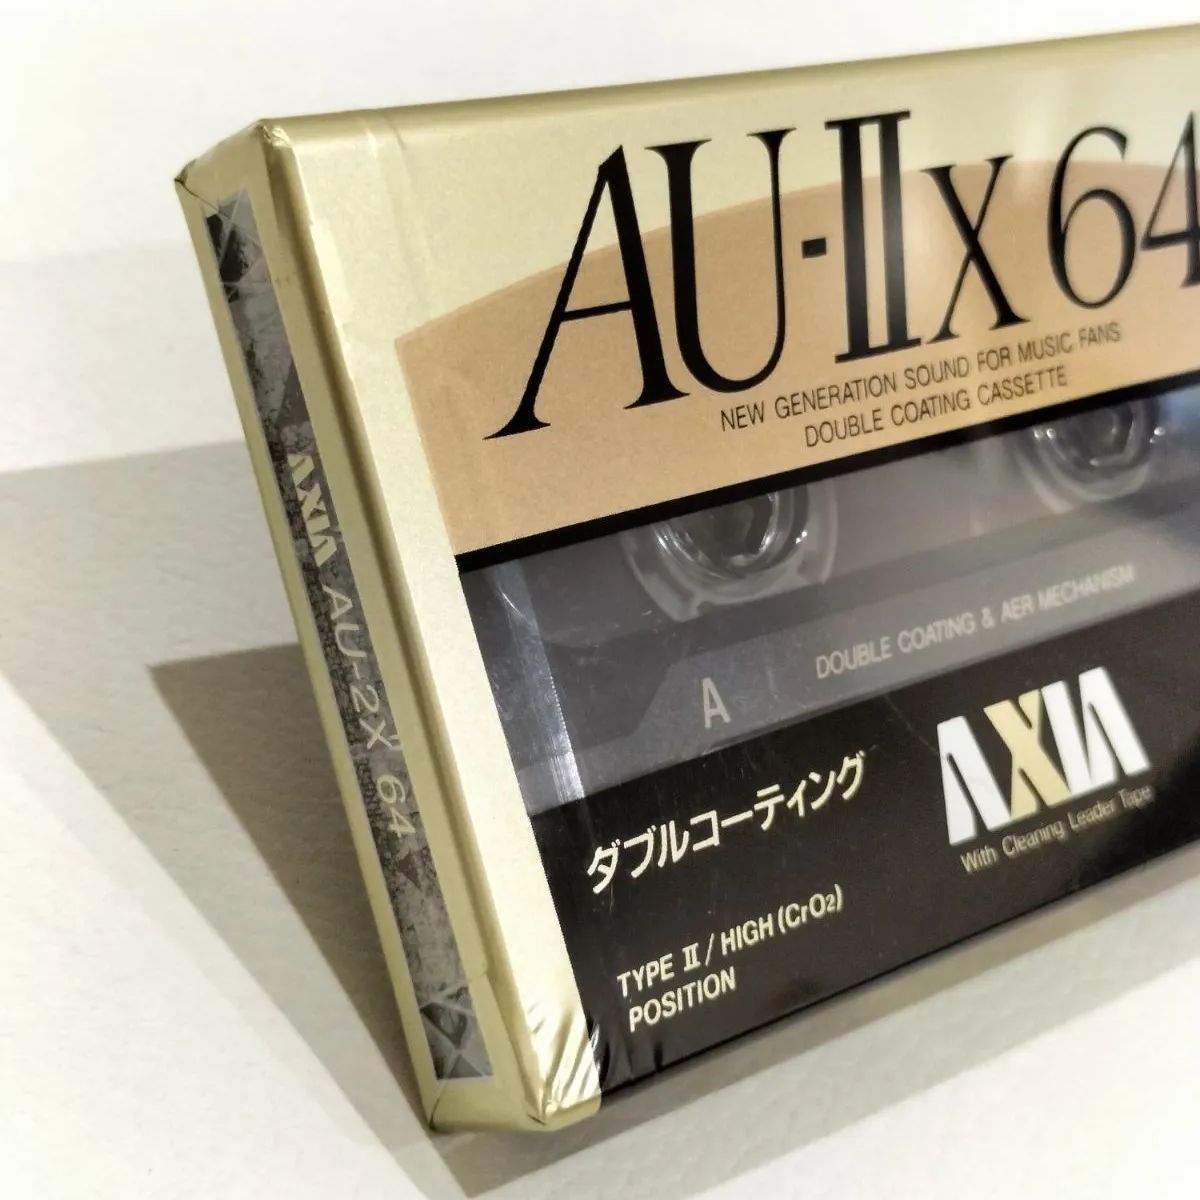 AU-IIx 64
NEW GENERATION SOUND FOR MUSIC FANS
DOUBLE COATING CASSETTE
A
DOUBLE COATING & AER MECHANISM
AXIA
With Cleaning Leader Tape
ダブルコーティング
TYPE II/HIGH (CrO2)
POSITION
AXIA AU-2X 64